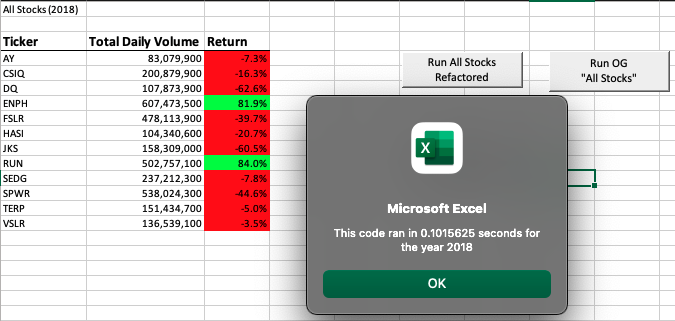 All Stocks (2018)
Ticker Total Daily Volume Return
AY 83,079,900 -7.3%
CSIQ 200,879,900 -16.3%
DQ 107,873,900 -62.6%
ENPH 607,473,500 81.9%
FSLR 478,113,900 -39.7%
HASI 104,340,600 -20.7%
JKS 158,309,000 -60.5%
RUN 502,757,100 84.0%
SEDG 237,212,300 -7.8%
SPWR 538,024,300 -44.6%
TERP 151,434,700 -5.0%
VSLR 136,539,100 -3.5%
Run All Stocks
Refactored
Run OG
"All Stocks"
X
Microsoft Excel
This code ran in 0.1015625 seconds for
the year 2018
OK